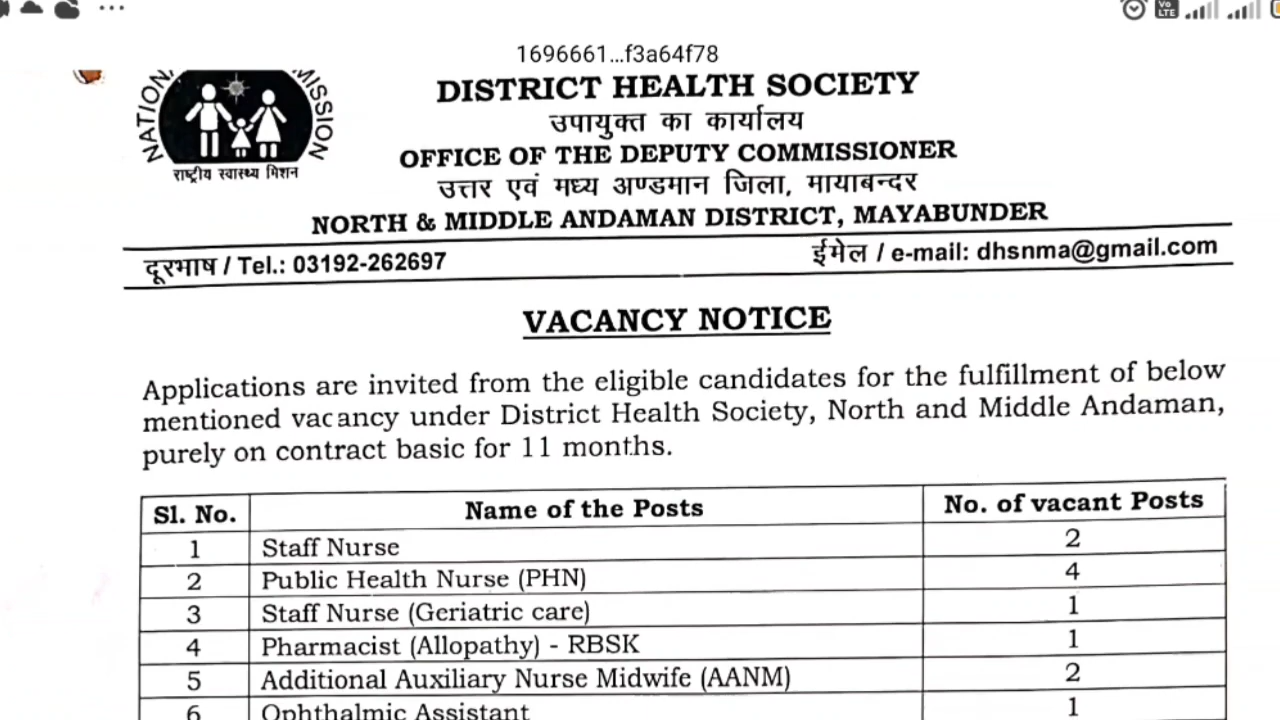 Vo
LTE
1696661...f3a64f78
NATIONAL MISSION
राष्ट्रीय स्वास्थ्य मिशन
DISTRICT HEALTH SOCIETY
उपायुक्त का कार्यालय
OFFICE OF THE DEPUTY COMMISSIONER
उत्तर एवं मध्य अण्डमान जिला, मायाबन्दर
NORTH & MIDDLE ANDAMAN DISTRICT, MAYABUNDER
दूरभाष / Tel.: 03192-262697 ईमेल / e-mail: dhsnma@gmail.com
VACANCY NOTICE
Applications are invited from the eligible candidates for the fulfillment of below
mentioned vacancy under District Health Society, North and Middle Andaman,
purely on contract basic for 11 months.
Sl. No. Name of the Posts No. of vacant Posts
1 Staff Nurse 2
2 Public Health Nurse (PHN) 4
3 Staff Nurse (Geriatric care) 1
4 Pharmacist (Allopathy) - RBSK 1
5 Additional Auxiliary Nurse Midwife (AANM) 2
6 Ophthalmic Assistant 1